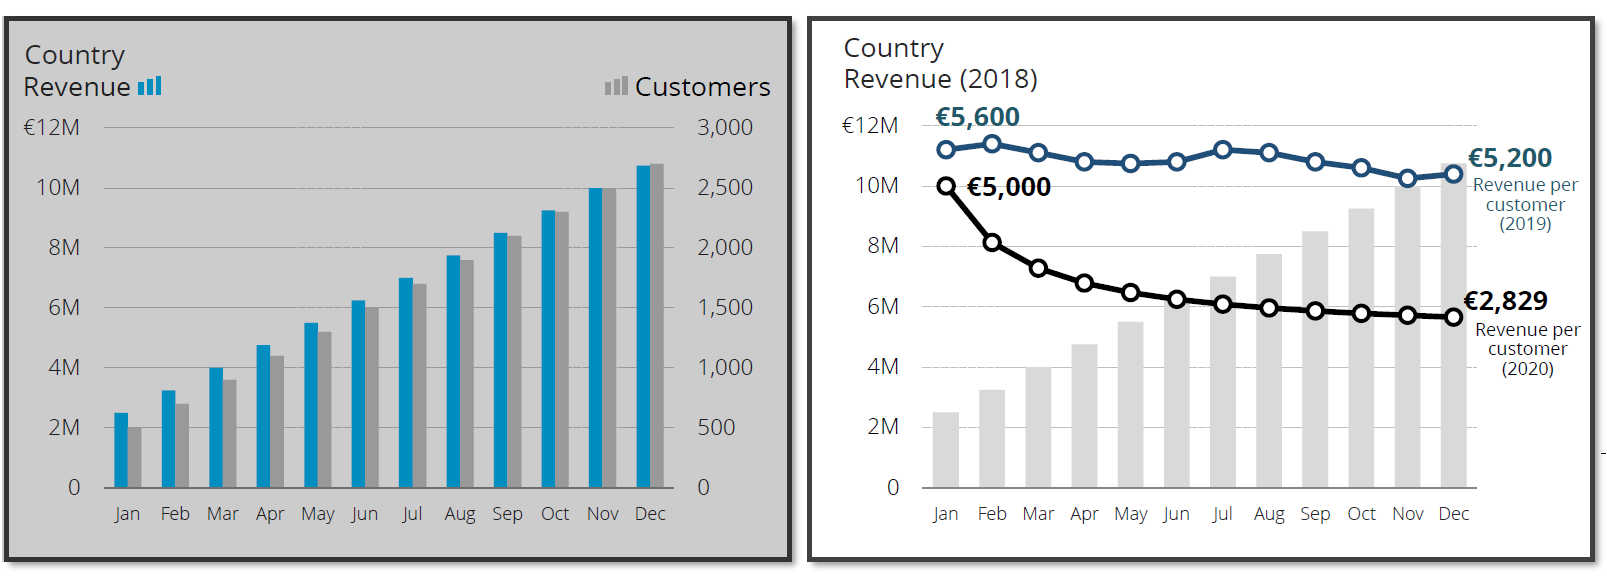 Country
Revenue
Customers
€12M
10M
8M
6M
4M
2M
0
3,000
2,500
2,000
1,500
1,000
500
0
Jan Feb Mar Apr May Jun Jul Aug Sep Oct Nov Dec
Country
Revenue (2018)
€12M
10M
8M
6M
4M
2M
0
€5,600
€5,000
€5,200
Revenue per
customer
(2019)
€2,829
Revenue per
customer
(2020)
Jan Feb Mar Apr May Jun Jul Aug Sep Oct Nov Dec